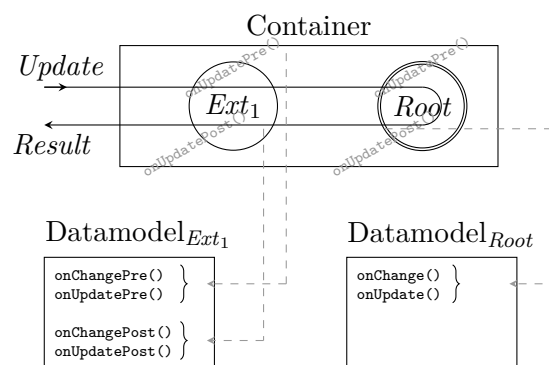 Container
onUpdatePre()
onUpdatePre()
Update
Ext1
Root
Result
onUpdatePost()
onUpdatePost()
DatamodelExt1
DatamodelRoot
onChangePre()
onUpdatePre()
onChangePost()
onUpdatePost()
onChange()
onUpdate()